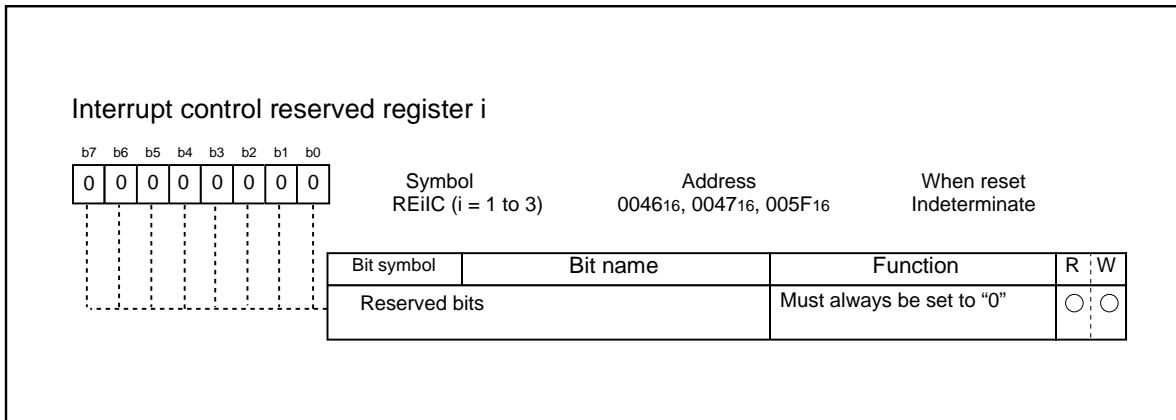 Interrupt control reserved register i
b7 b6 b5 b4 b3 b2 b1 b0
0 0 0 0 0 0 0 0
Symbol Address When reset
REiIC (i = 1 to 3) 004616, 004716, 005F16 Indeterminate
Bit symbol Bit name Function R W
Reserved bits Must always be set to “0” ○ ○